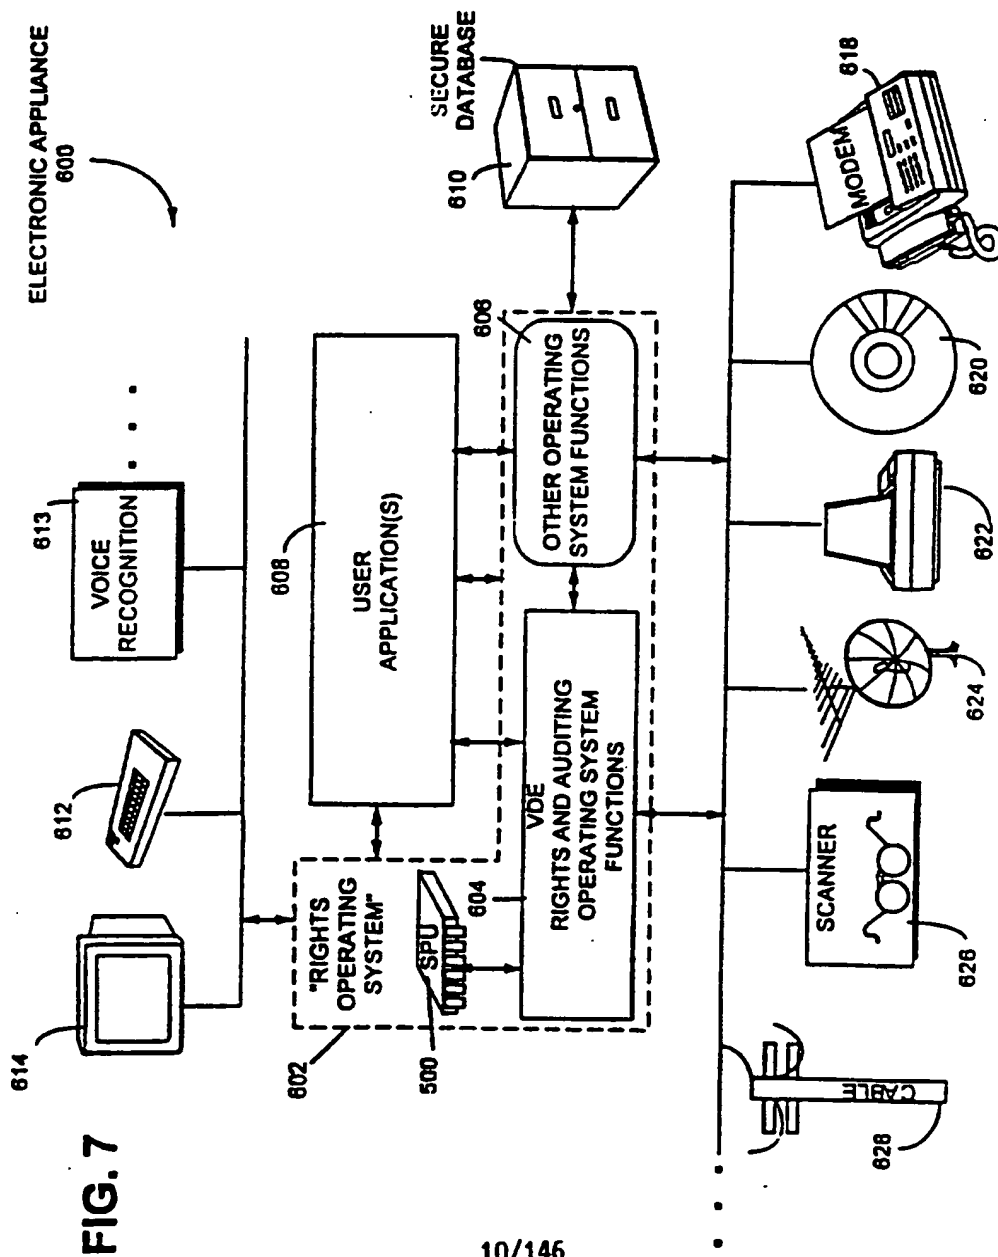 FIG. 7
ELECTRONIC APPLIANCE
600
614
612
613
VOICE
RECOGNITION
602
"RIGHTS
OPERATING
SYSTEM"
608
USER
APPLICATION(S)
SECURE
DATABASE
610
500
SPU
604
VDE
RIGHTS AND AUDITING
OPERATING SYSTEM
FUNCTIONS
606
OTHER OPERATING
SYSTEM FUNCTIONS
CABLE
628
SCANNER
626
624
622
620
MODEM
618
10/146